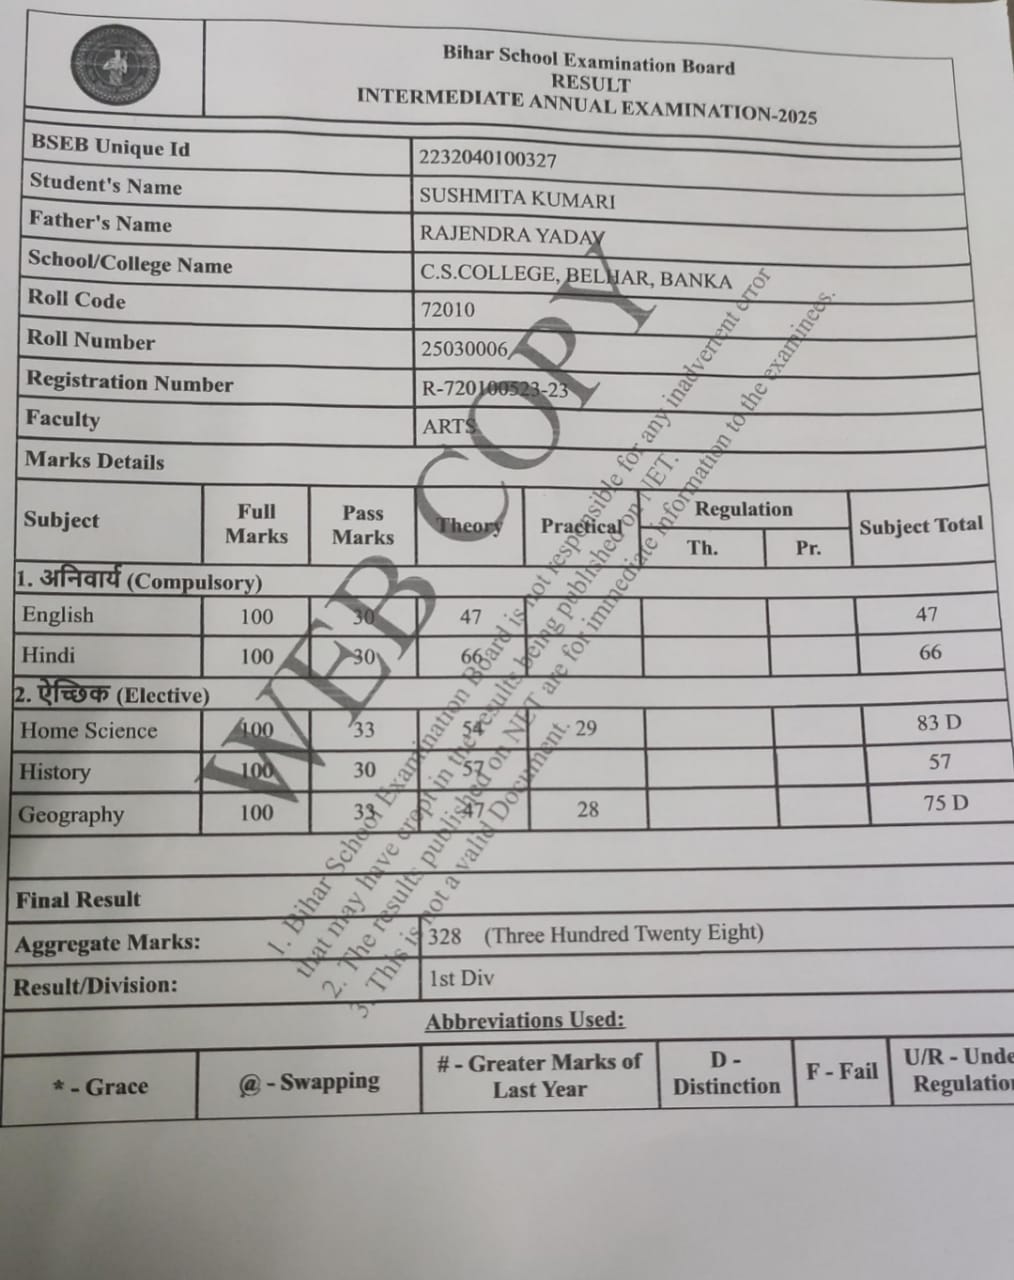 Bihar School Examination Board
RESULT
INTERMEDIATE ANNUAL EXAMINATION-2025
BSEB Unique Id 2232040100327
Student's Name SUSHMITA KUMARI
Father's Name RAJENDRA YADAV
School/College Name C.S.COLLEGE, BELHAR, BANKA
Roll Code 72010
Roll Number 25030006
Registration Number R-720100523-23
Faculty ARTS
Marks Details
Subject Full Marks Pass Marks Theory Practical Regulation Th. Pr. Subject Total
1. अनिवार्य (Compulsory)
English 100 30 47 47
Hindi 100 30 66 66
2. ऐच्छिक (Elective)
Home Science 100 33 54 29 83 D
History 100 30 57 57
Geography 100 33 47 28 75 D
Final Result
Aggregate Marks: 328 (Three Hundred Twenty Eight)
Result/Division: 1st Div
Abbreviations Used:
* - Grace @ - Swapping # - Greater Marks of Last Year D - Distinction F - Fail U/R - Unde Regulation
WEB COPY
1. Bihar School Examination Board is not responsible for any inadvertent error
that may have crept in the results being published on NET.
2. The results published on NET are for immediate information to the examinees.
3. This is not a valid Document.